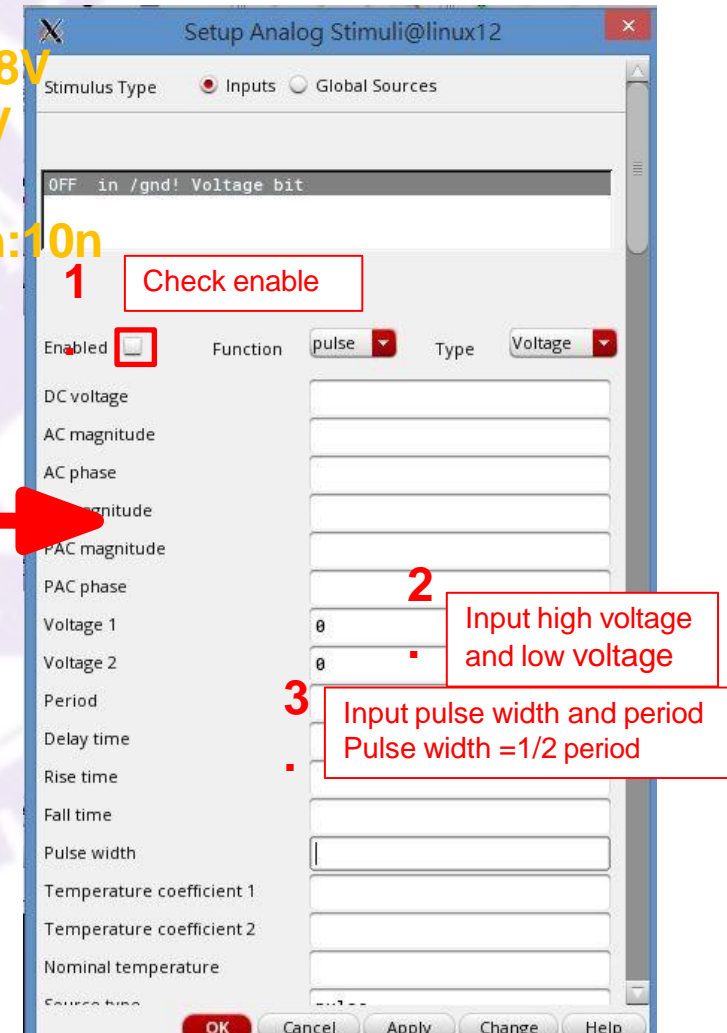 Setup Analog Stimuli@linux12
8V
Stimulus Type Inputs Global Sources
V
OFF in /gnd! Voltage bit
:10n
1
.
Check enable
Enabled Function pulse Type Voltage
DC voltage
AC magnitude
AC phase
PAC magnitude
PAC phase
2
.
Input high voltage
and low voltage
Voltage 1 0
Voltage 2 0
3
.
Input pulse width and period
Pulse width =1/2 period
Period
Delay time
Rise time
Fall time
Pulse width
Temperature coefficient 1
Temperature coefficient 2
Nominal temperature
Source type pulse
OK Cancel Apply Change Help